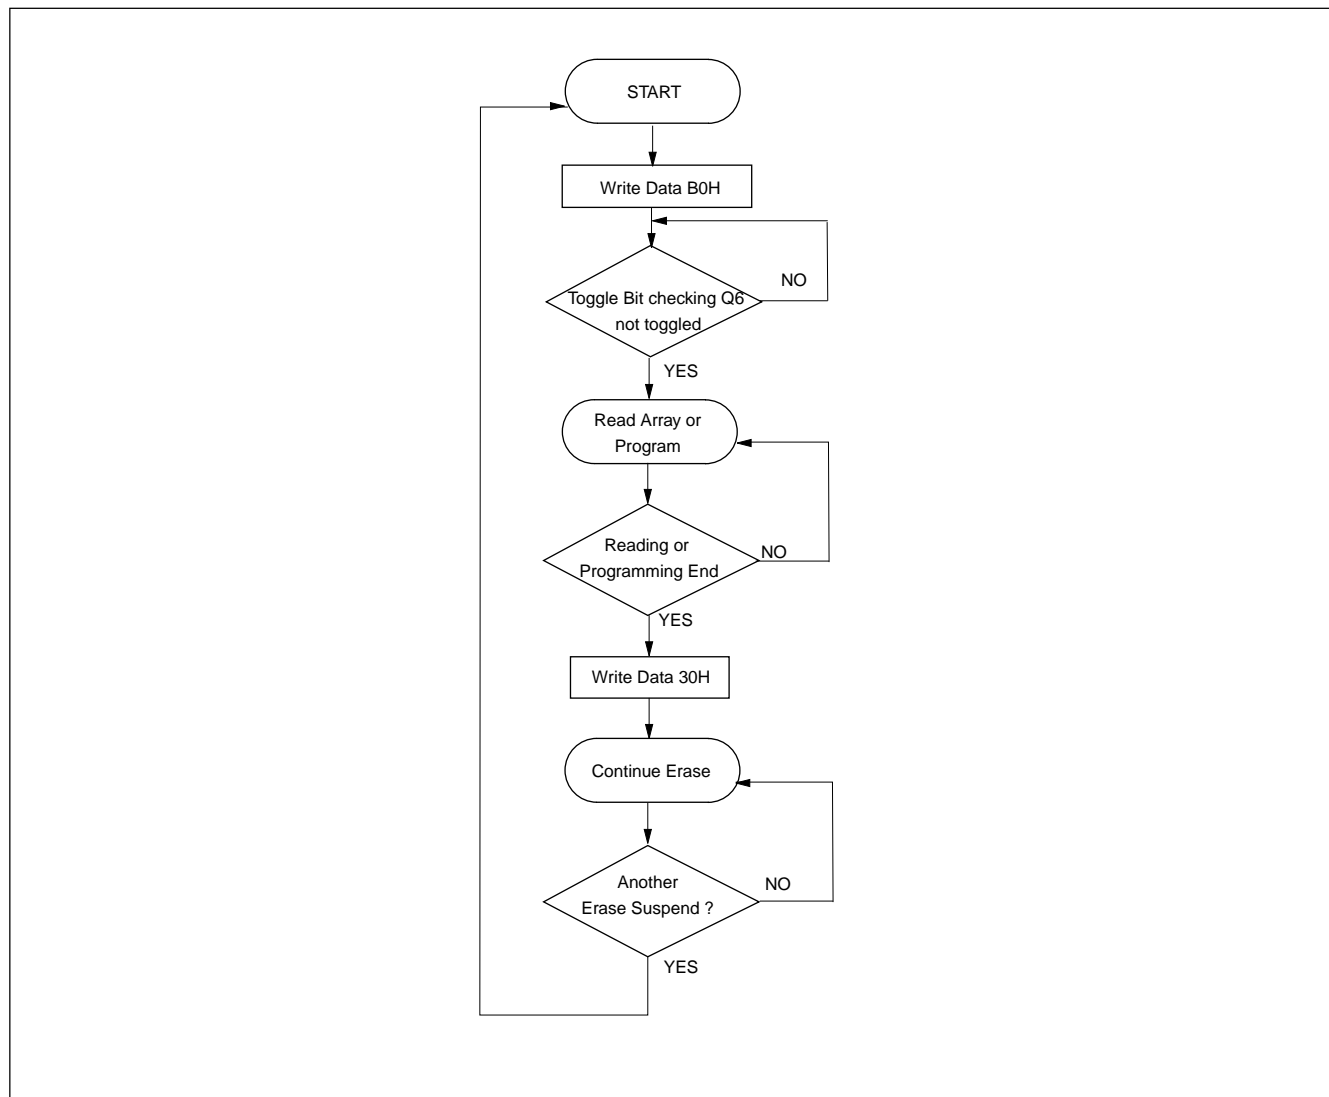 START
Write Data B0H
NO
Toggle Bit checking Q6
not toggled
YES
Read Array or
Program
Reading or
NO
Programming End
YES
Write Data 30H
Continue Erase
Another
NO
Erase Suspend ?
YES